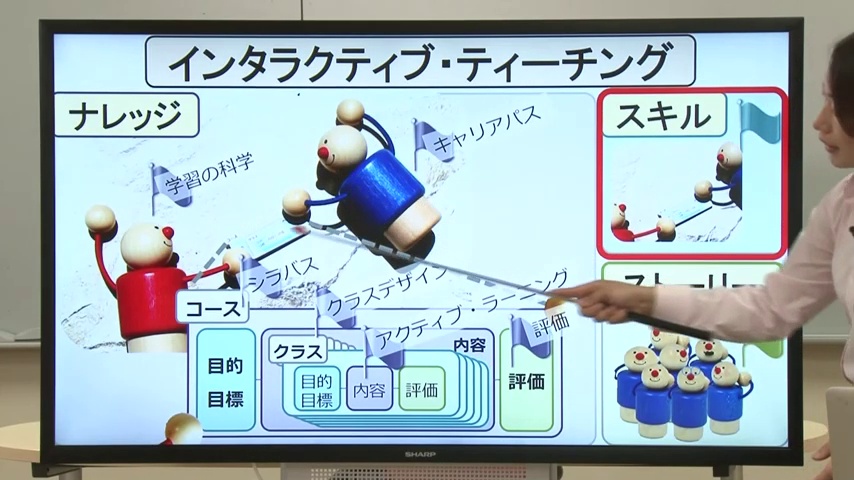 インタラクティブ・ティーチング
ナレッジ
スキル
キャリアパス
学習の科学
シラバス
クラスデザイン
アクティブ・ラーニング
評価
ストーリー
コース
クラス
内容
目的
目標
目的
目標
内容
評価
評価
SHARP